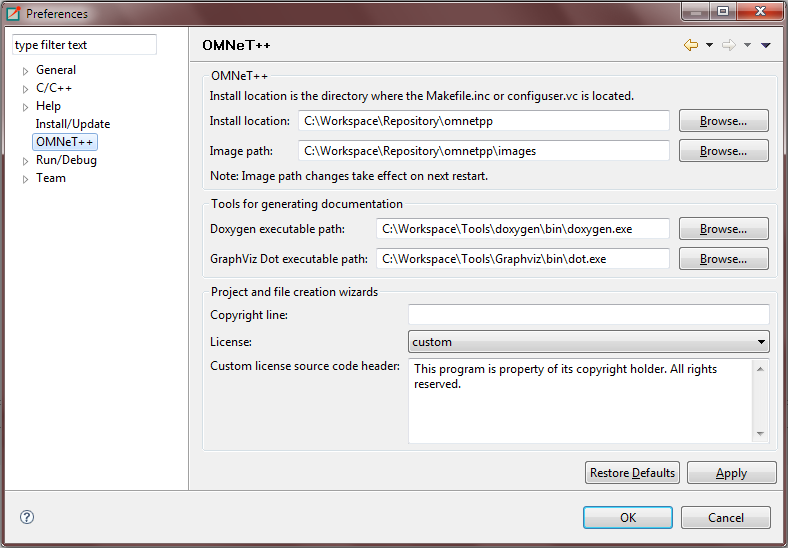 Preferences
type filter text
General
C/C++
Help
Install/Update
OMNeT++
Run/Debug
Team
OMNeT++
OMNeT++
Install location is the directory where the Makefile.inc or configuser.vc is located.
Install location: C:\Workspace\Repository\omnetpp Browse...
Image path: C:\Workspace\Repository\omnetpp\images Browse...
Note: Image path changes take effect on next restart.
Tools for generating documentation
Doxygen executable path: C:\Workspace\Tools\doxygen\bin\doxygen.exe Browse...
GraphViz Dot executable path: C:\Workspace\Tools\Graphviz\bin\dot.exe Browse...
Project and file creation wizards
Copyright line:
License: custom
Custom license source code header: This program is property of its copyright holder. All rights
reserved.
Restore Defaults Apply
? OK Cancel